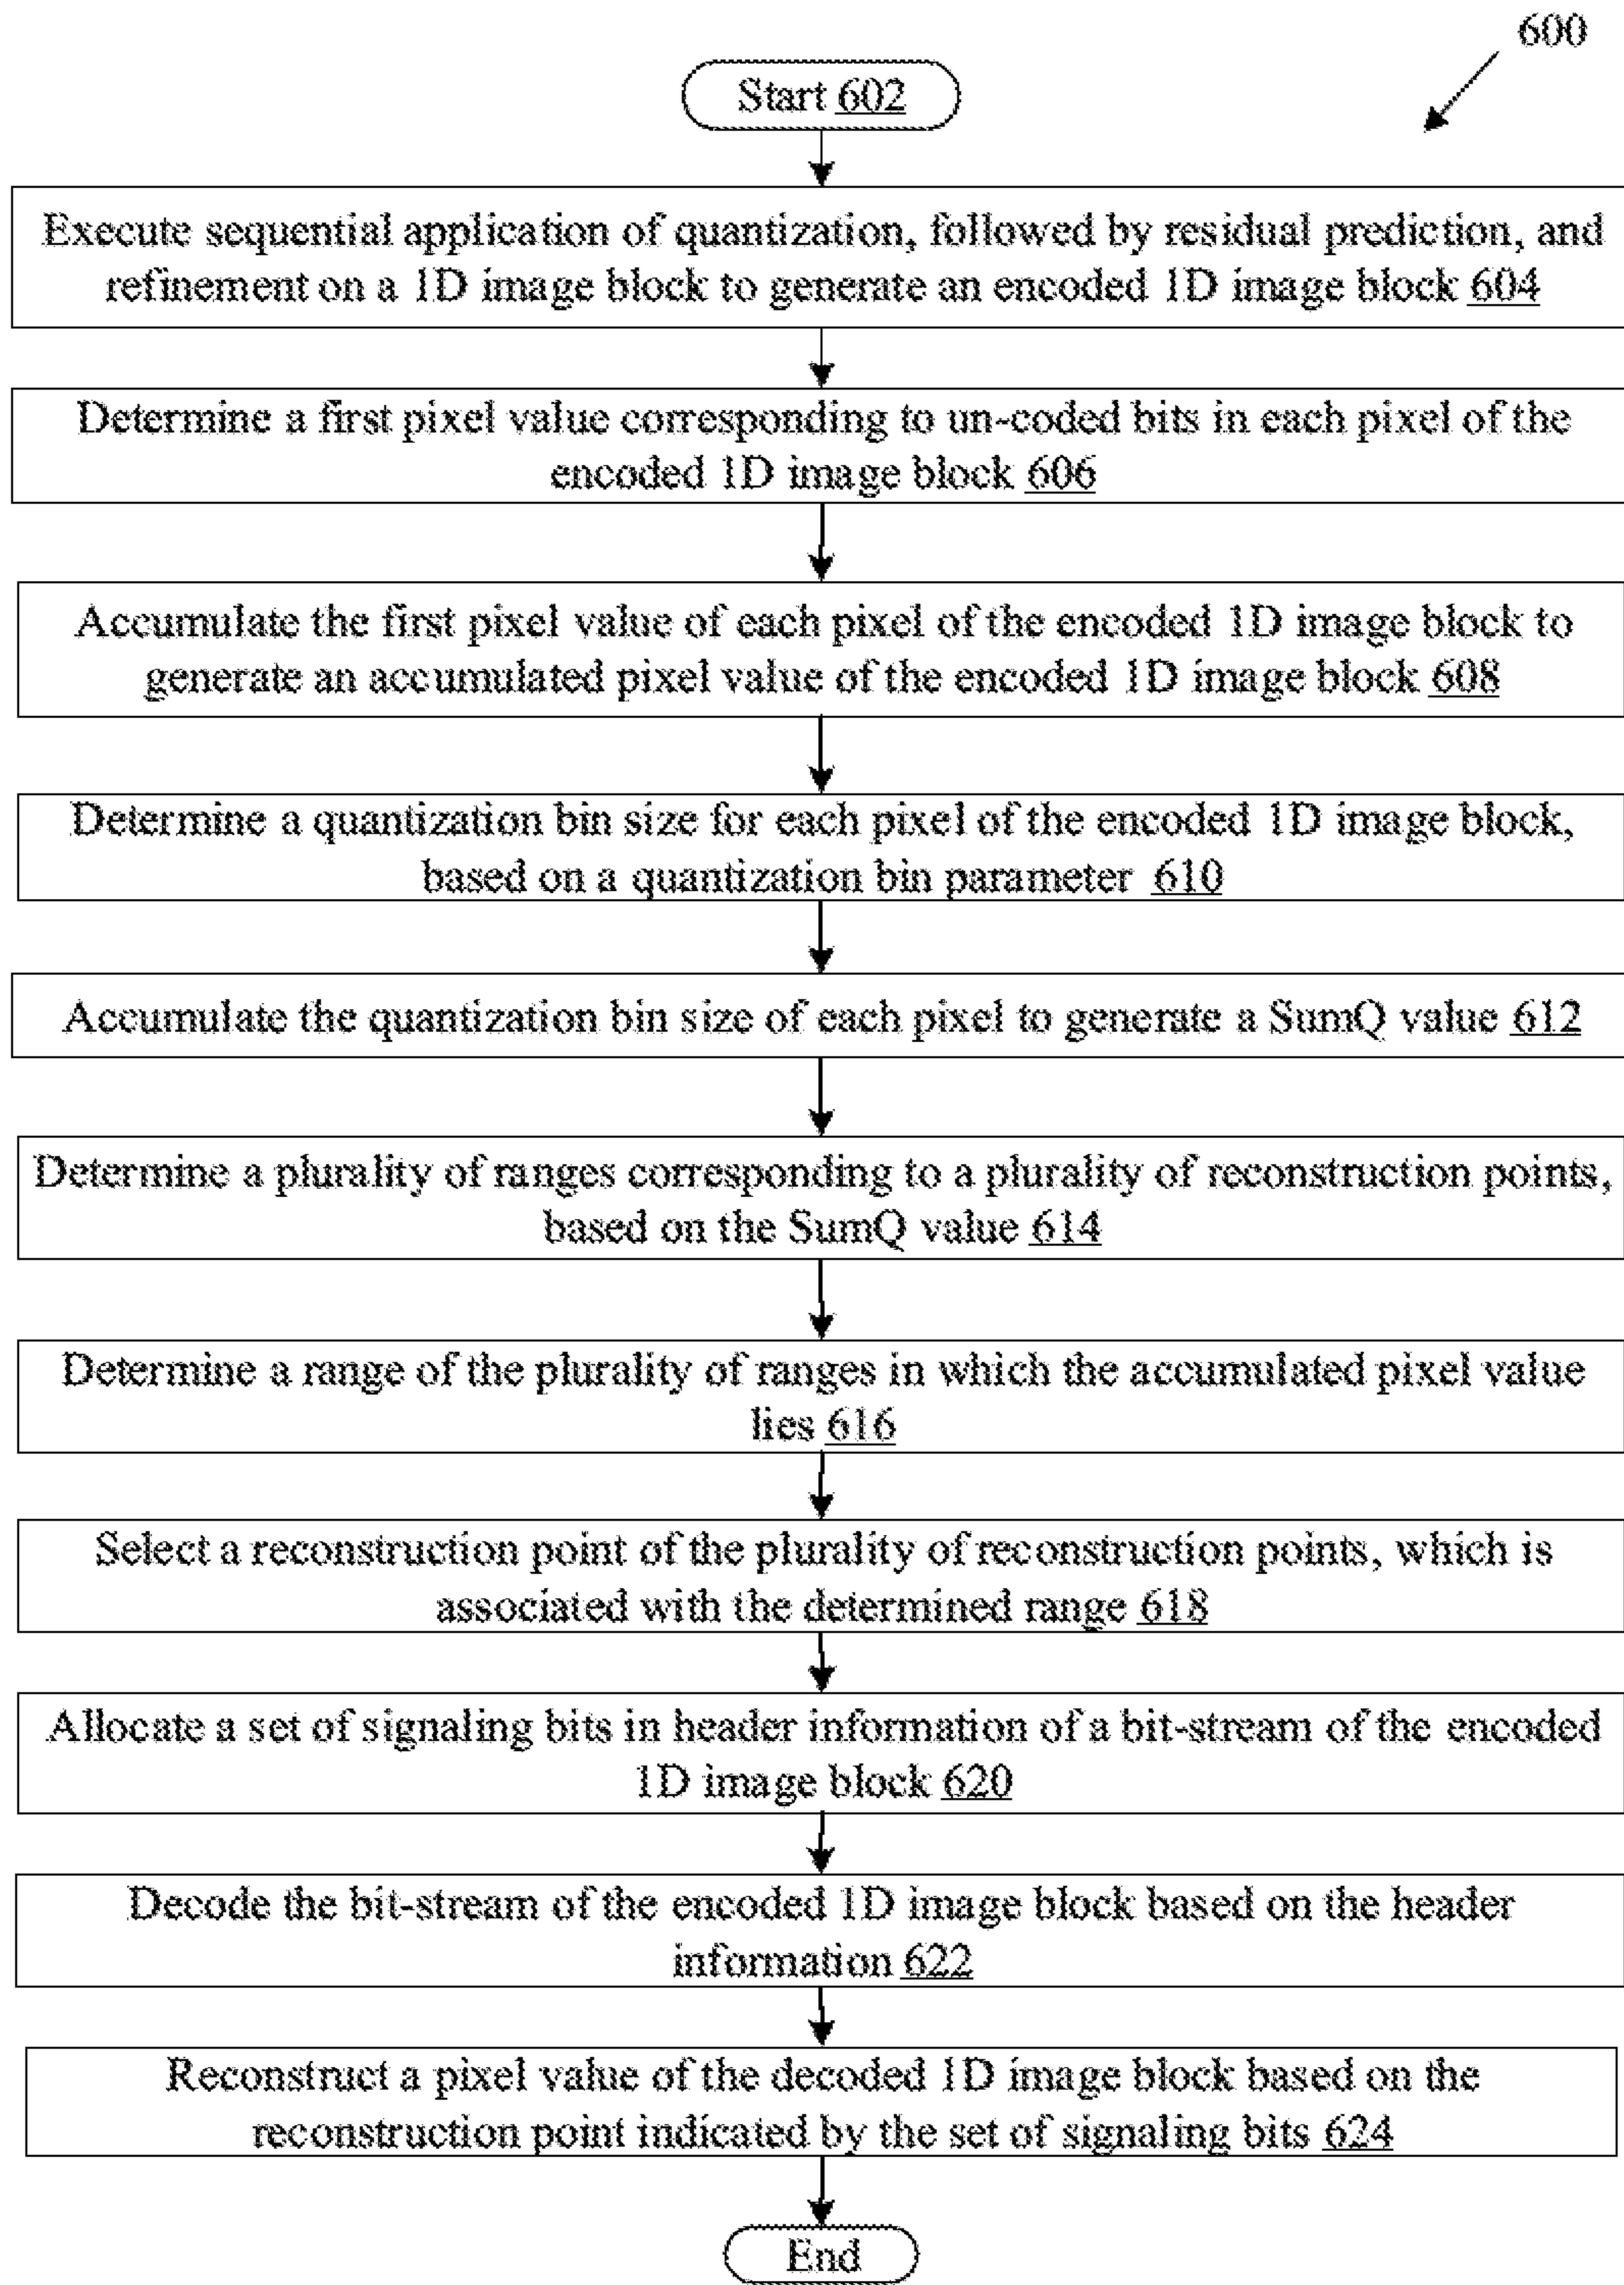 600
Start 602
Execute sequential application of quantization, followed by residual prediction, and
refinement on a 1D image block to generate an encoded 1D image block 604
Determine a first pixel value corresponding to un-coded bits in each pixel of the
encoded 1D image block 606
Accumulate the first pixel value of each pixel of the encoded 1D image block to
generate an accumulated pixel value of the encoded 1D image block 608
Determine a quantization bin size for each pixel of the encoded 1D image block,
based on a quantization bin parameter 610
Accumulate the quantization bin size of each pixel to generate a SumQ value 612
Determine a plurality of ranges corresponding to a plurality of reconstruction points,
based on the SumQ value 614
Determine a range of the plurality of ranges in which the accumulated pixel value
lies 616
Select a reconstruction point of the plurality of reconstruction points, which is
associated with the determined range 618
Allocate a set of signaling bits in header information of a bit-stream of the encoded
1D image block 620
Decode the bit-stream of the encoded 1D image block based on the header
information 622
Reconstruct a pixel value of the decoded 1D image block based on the
reconstruction point indicated by the set of signaling bits 624
End